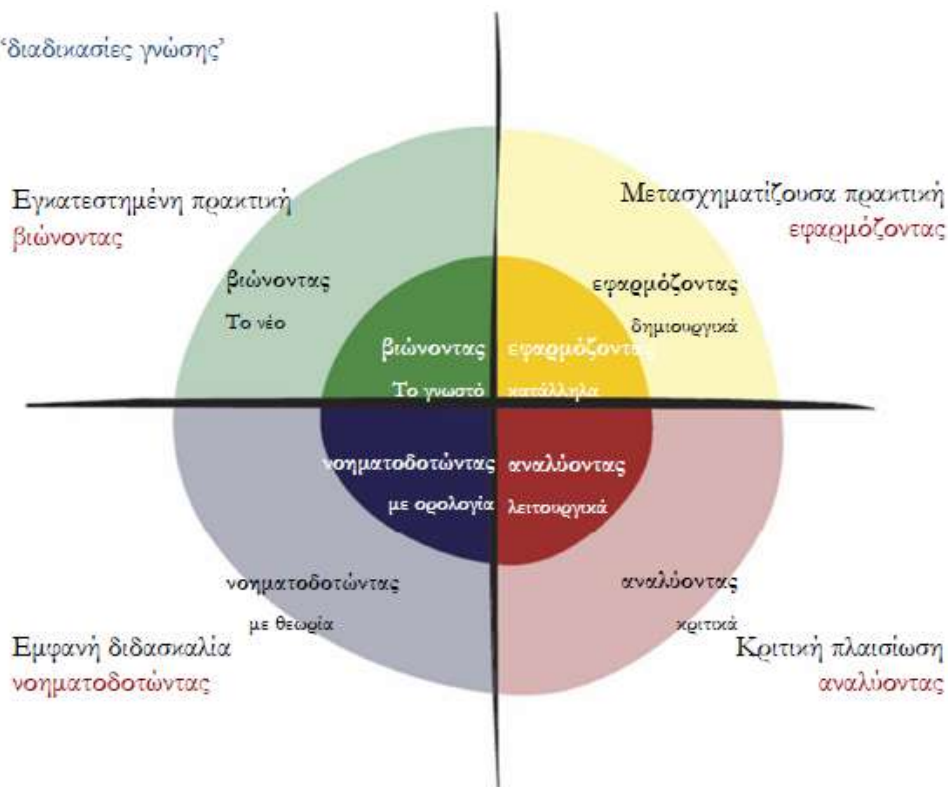 ‘διαδικασίες γνώσης’
Εγκατεστημένη πρακτική
βιώνοντας
Μετασχηματίζουσα πρακτική
εφαρμόζοντας
βιώνοντας
Το νέο
εφαρμόζοντας
δημιουργικά
βιώνοντας
Το γνωστό
εφαρμόζοντας
κατάλληλα
νοηματοδοτώντας
με ορολογία
αναλύοντας
λειτουργικά
νοηματοδοτώντας
με θεωρία
αναλύοντας
κριτικά
Εμφανή διδασκαλία
νοηματοδοτώντας
Κριτική πλαισίωση
αναλύοντας